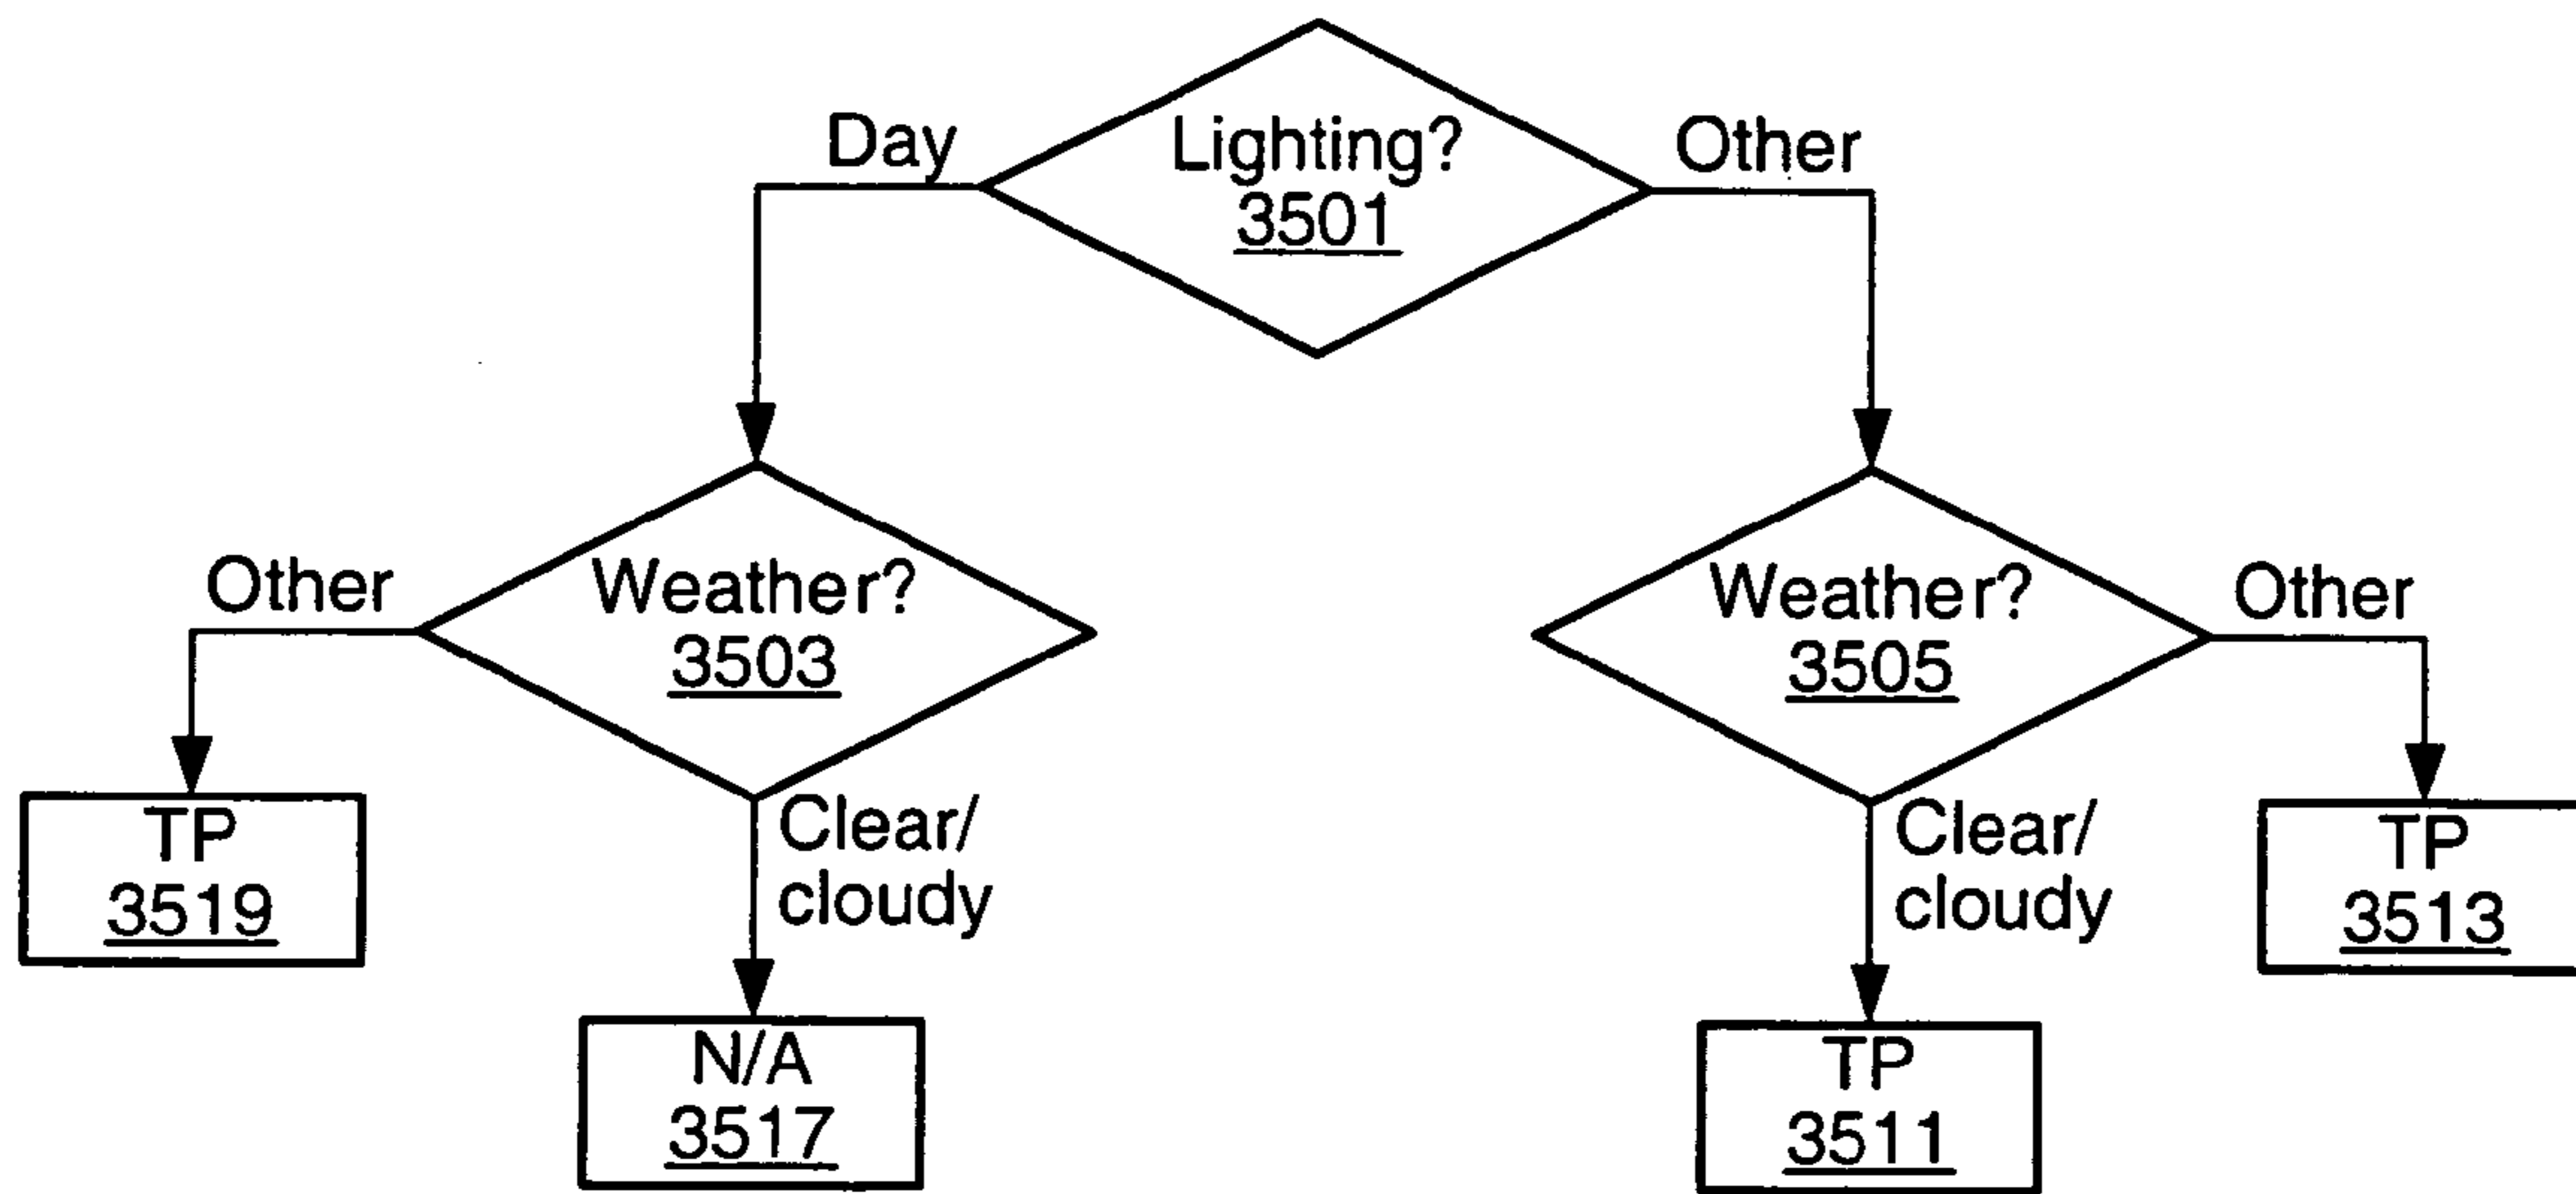 Day
Lighting?
3501
Other
Other
Weather?
3503
Weather?
3505
Other
TP
3519
Clear/
cloudy
Clear/
cloudy
TP
3513
N/A
3517
TP
3511